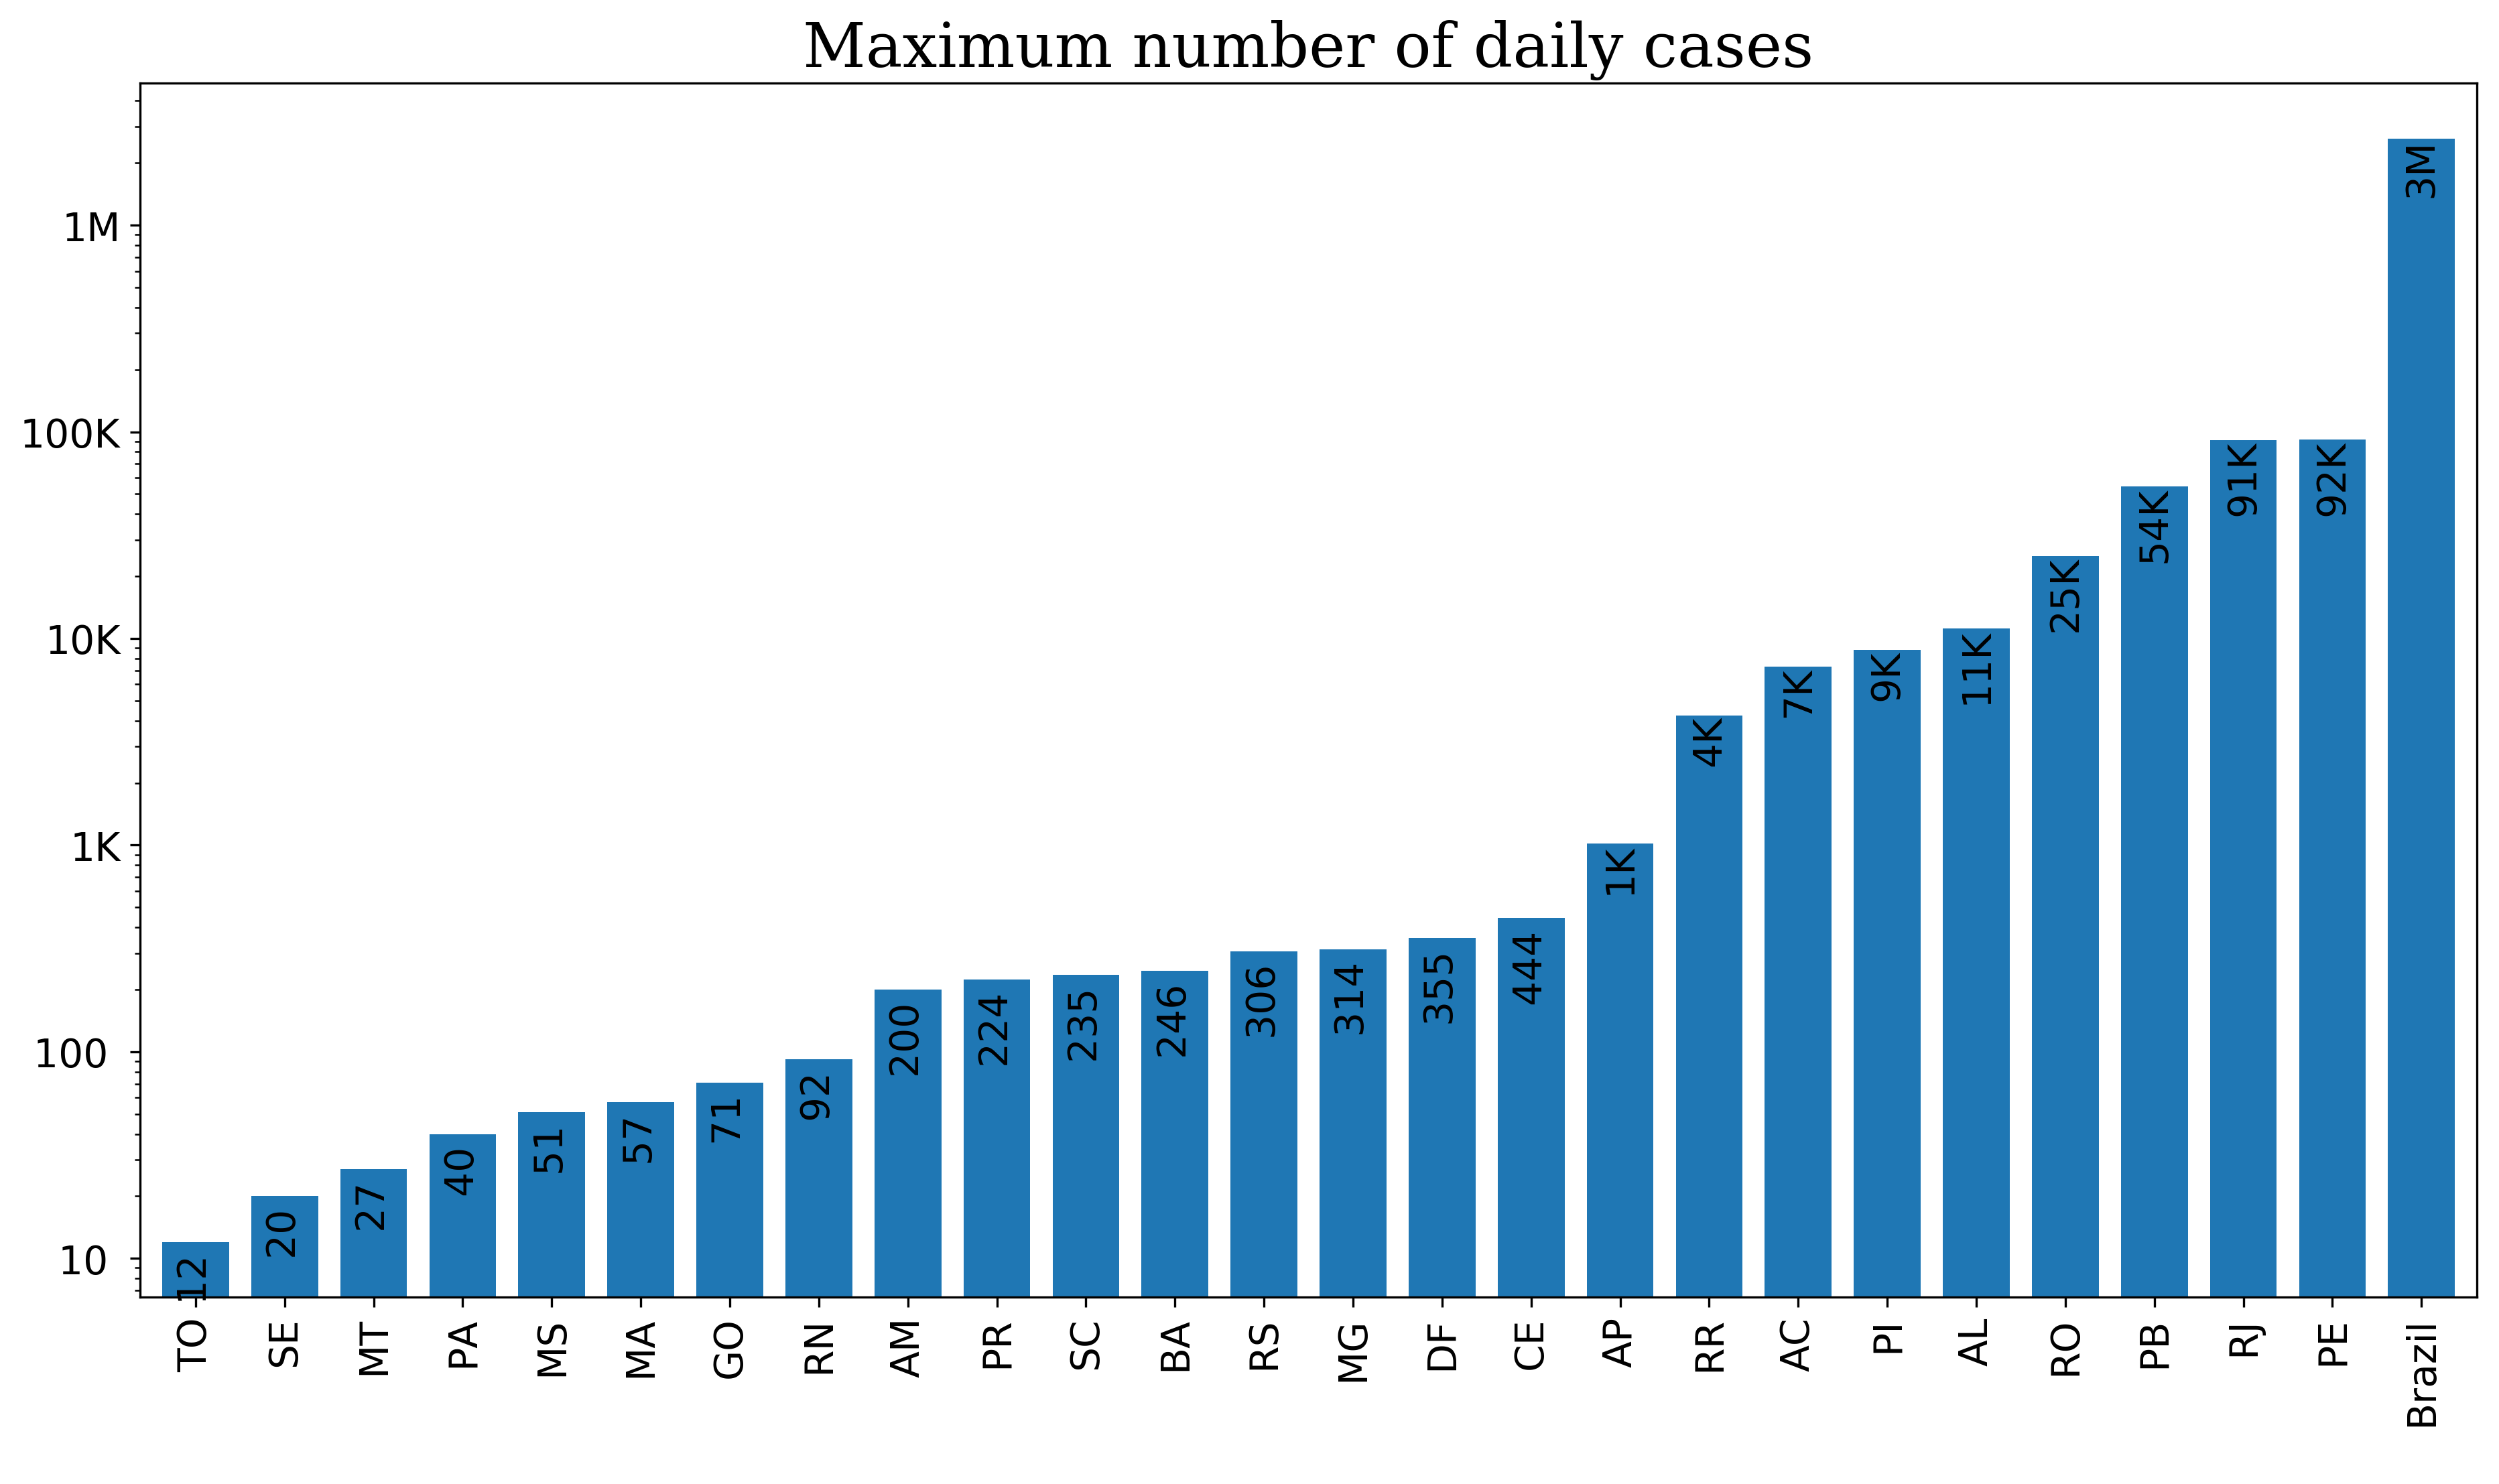 Maximum number of daily cases
1M
100K
10K
1K
100
10
12
20
27
40
51
57
71
92
200
224
235
246
306
314
355
444
1K
4K
7K
9K
11K
25K
54K
91K
92K
3M
TO
SE
MT
PA
MS
MA
GO
RN
AM
PR
SC
BA
RS
MG
DF
CE
AP
RR
AC
PI
AL
RO
PB
RJ
PE
Brazil